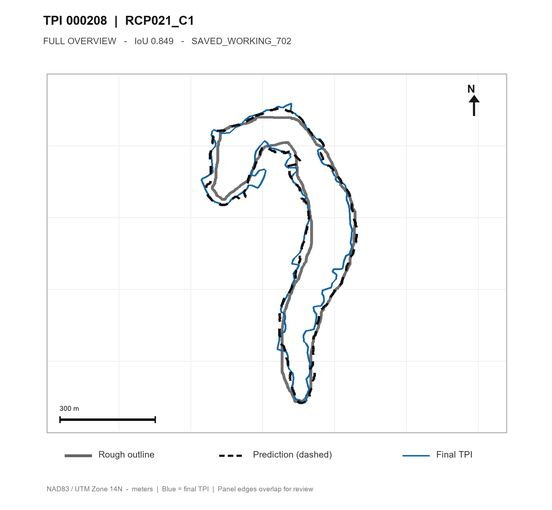 TPI 000208 | RCP021_C1
FULL OVERVIEW - IoU 0.849 - SAVED_WORKING_702
N
300 m
Rough outline Prediction (dashed) Final TPI
NAD83 / UTM Zone 14N - meters | Blue = final TPI | Panel edges overlap for review